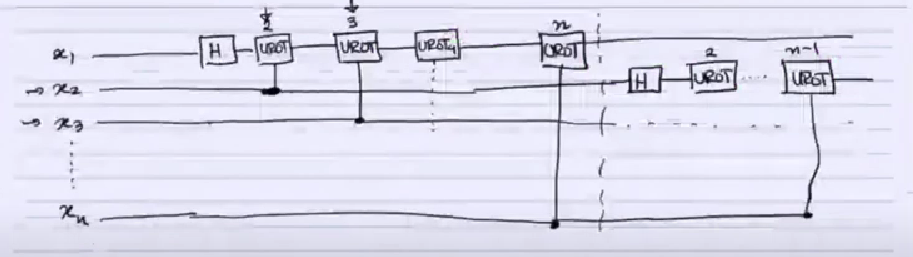 2 3 n
x₁ H UROT UROT UROT₄ UROT
2 n-1
x₂ H UROT UROT
x₃
xₙ